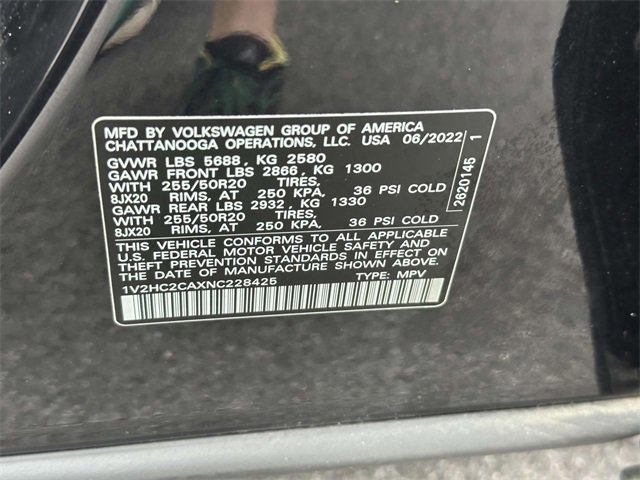 MFD BY VOLKSWAGEN GROUP OF AMERICA
CHATTANOOGA OPERATIONS, LLC. USA 06/2022
GVWR LBS 5688, KG 2580
GAWR FRONT LBS 2866, KG 1300
WITH 255/50R20 TIRES,
8JX20 RIMS, AT 250 KPA, 36 PSI COLD
GAWR REAR LBS 2932, KG 1330
WITH 255/50R20 TIRES,
8JX20 RIMS, AT 250 KPA, 36 PSI COLD
THIS VEHICLE CONFORMS TO ALL APPLICABLE
U.S. FEDERAL MOTOR VEHICLE SAFETY AND
THEFT PREVENTION STANDARDS IN EFFECT ON
THE DATE OF MANUFACTURE SHOWN ABOVE.
1V2HC2CAXNC228425 TYPE: MPV
2620145 1